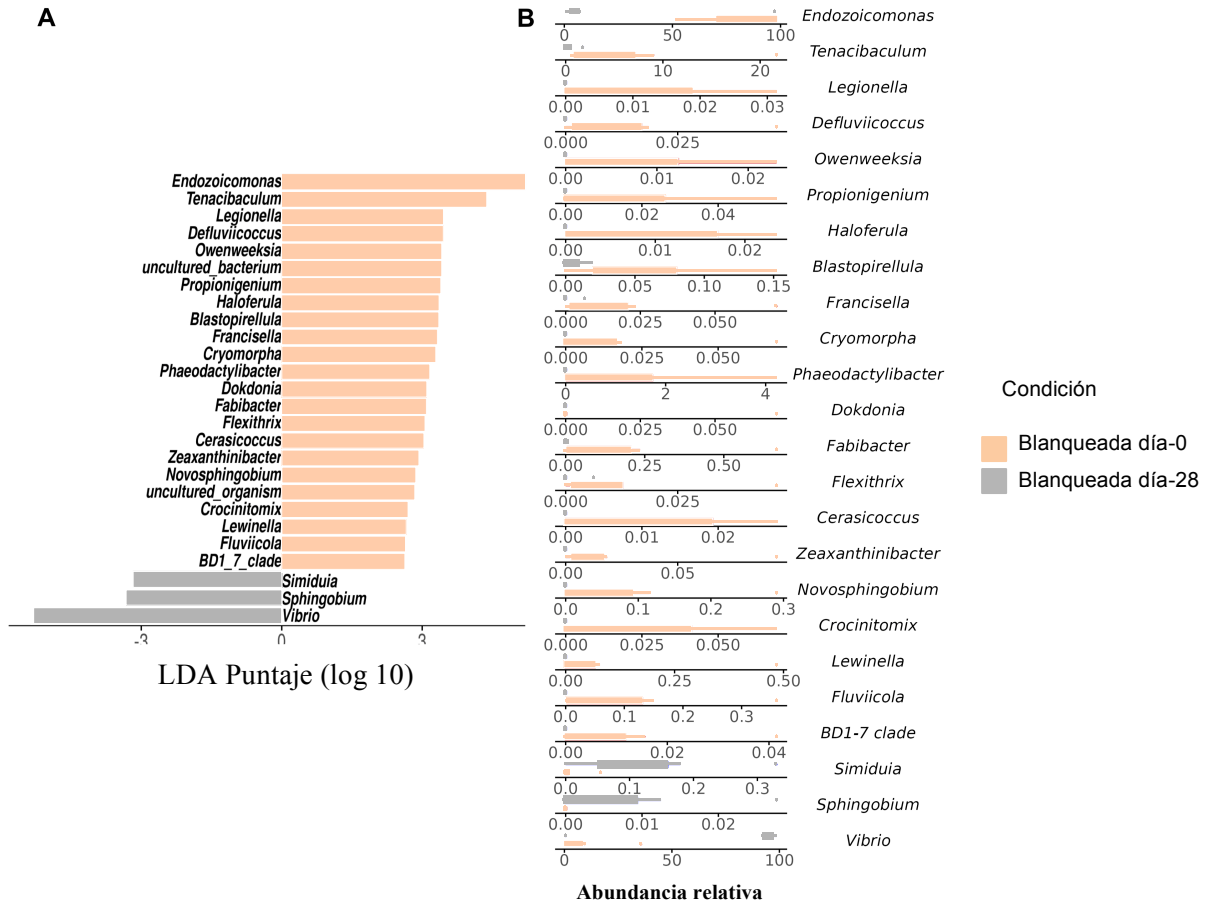 A
Endozoicomonas
Tenacibaculum
Legionella
Defluviicoccus
Owenweeksia
uncultured_bacterium
Propionigenium
Haloferula
Blastopirellula
Francisella
Cryomorpha
Phaeodactylibacter
Dokdonia
Fabibacter
Flexithrix
Cerasicoccus
Zeaxanthinibacter
Novosphingobium
uncultured_organism
Crocinitomix
Lewinella
Fluviicola
BD1_7_clade
Simiduia
Sphingobium
Vibrio
-3 0 3
LDA Puntaje (log 10)
B
Endozoicomonas
0 50 100
Tenacibaculum
0 10 20
Legionella
0.00 0.01 0.02 0.03
Defluviicoccus
0.000 0.025
Owenweeksia
0.00 0.01 0.02
Propionigenium
0.00 0.02 0.04
Haloferula
0.00 0.01 0.02
Blastopirellula
0.00 0.05 0.10 0.15
Francisella
0.000 0.025 0.050
Cryomorpha
0.000 0.025 0.050
Phaeodactylibacter
0 2 4
Dokdonia
0.000 0.025 0.050
Fabibacter
0.00 0.25 0.50
Flexithrix
0.000 0.025
Cerasicoccus
0.00 0.01 0.02
Zeaxanthinibacter
0.00 0.05
Novosphingobium
0.0 0.1 0.2 0.3
Crocinitomix
0.000 0.025 0.050
Lewinella
0.00 0.25 0.50
Fluviicola
0.0 0.1 0.2 0.3
BD1-7 clade
0.00 0.02 0.04
Simiduia
0.0 0.1 0.2 0.3
Sphingobium
0.00 0.01 0.02
Vibrio
0 50 100
Abundancia relativa
Condición
Blanqueada día-0
Blanqueada día-28